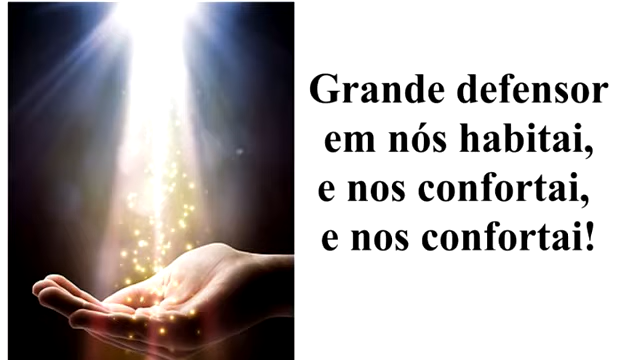 Grande defensor
em nós habitai,
e nos confortai,
e nos confortai!